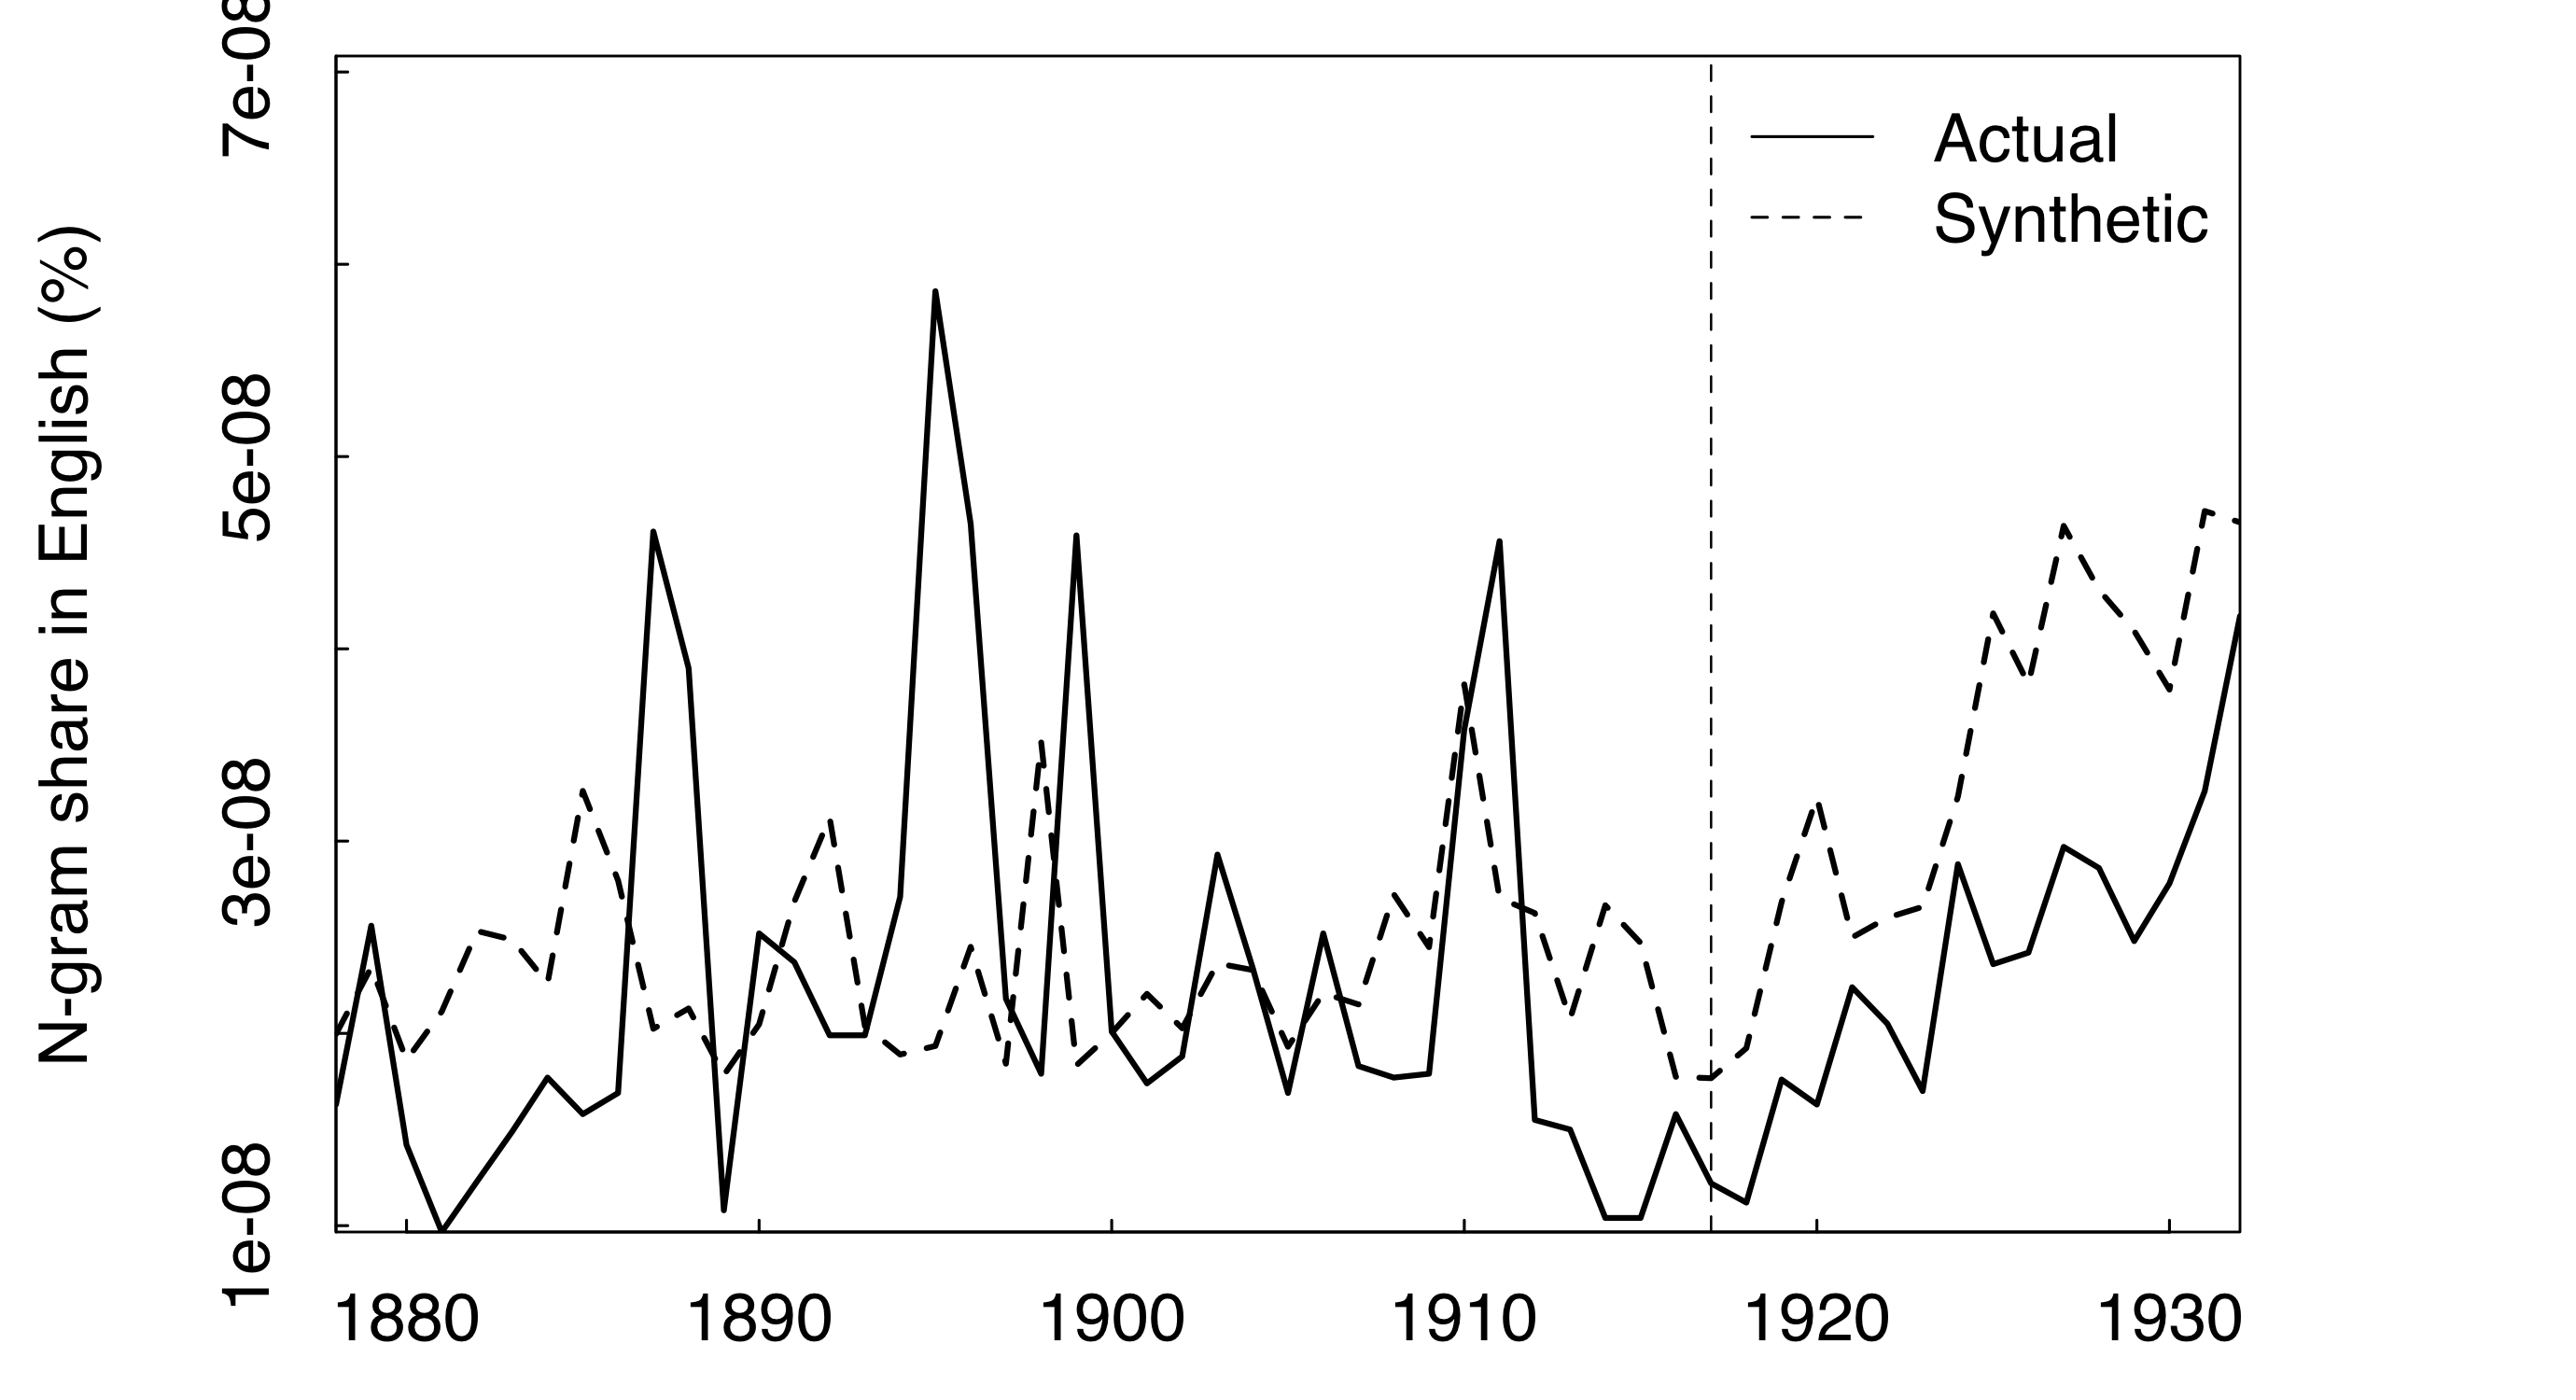 N-gram share in English (%)
7e-08
5e-08
3e-08
1e-08
Actual
Synthetic
1880 1890 1900 1910 1920 1930